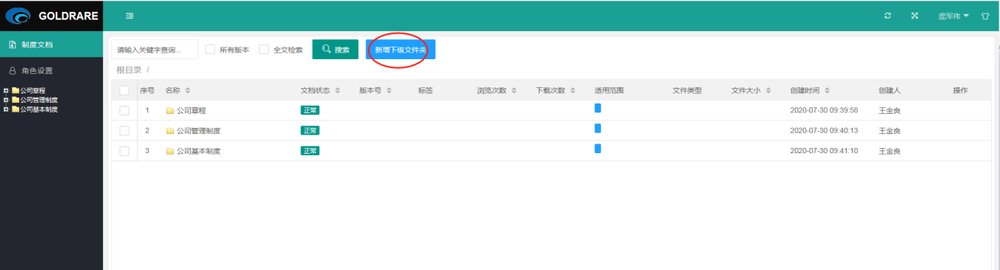 GOLDRARE
庞军伟
制度文档
角色设置
公司章程
公司管理制度
公司基本制度
请输入关键字查询... 所有版本 全文检索 搜索 新增下级文件夹
根目录 /
序号 名称 文档状态 版本号 标签 浏览次数 下载次数 适用范围 文件类型 文件大小 创建时间 创建人 操作
1 公司章程 正常 2020-07-30 09:39:58 王金良
2 公司管理制度 正常 2020-07-30 09:40:13 王金良
3 公司基本制度 正常 2020-07-30 09:41:10 王金良